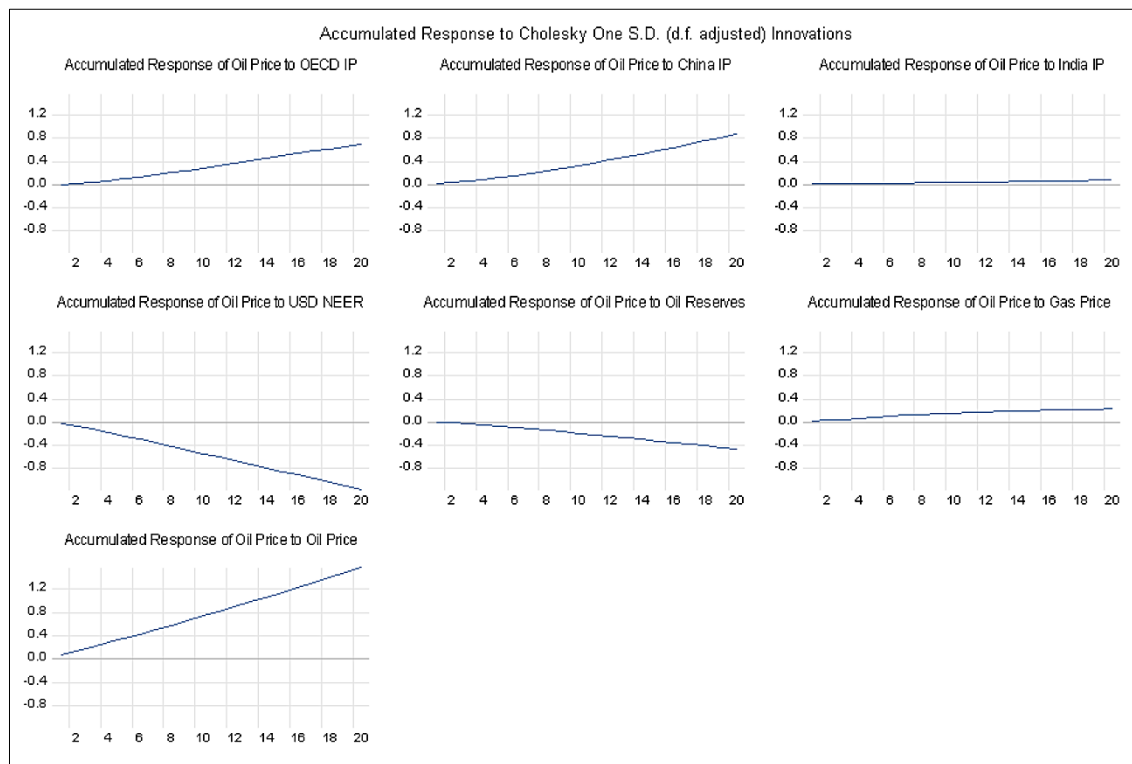 Accumulated Response to Cholesky One S.D. (d.f. adjusted) Innovations
Accumulated Response of Oil Price to OECD IP
1.2
0.8
0.4
0.0
-0.4
-0.8
2 4 6 8 10 12 14 16 18 20
Accumulated Response of Oil Price to China IP
1.2
0.8
0.4
0.0
-0.4
-0.8
2 4 6 8 10 12 14 16 18 20
Accumulated Response of Oil Price to India IP
1.2
0.8
0.4
0.0
-0.4
-0.8
2 4 6 8 10 12 14 16 18 20
Accumulated Response of Oil Price to USD NEER
1.2
0.8
0.4
0.0
-0.4
-0.8
2 4 6 8 10 12 14 16 18 20
Accumulated Response of Oil Price to Oil Reserves
1.2
0.8
0.4
0.0
-0.4
-0.8
2 4 6 8 10 12 14 16 18 20
Accumulated Response of Oil Price to Gas Price
1.2
0.8
0.4
0.0
-0.4
-0.8
2 4 6 8 10 12 14 16 18 20
Accumulated Response of Oil Price to Oil Price
1.2
0.8
0.4
0.0
-0.4
-0.8
2 4 6 8 10 12 14 16 18 20